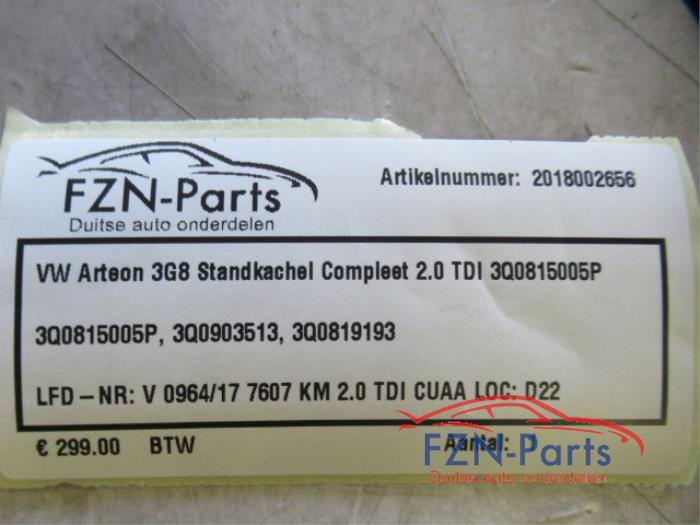 FZN-Parts
Duitse auto onderdelen
Artikelnummer: 2018002656
VW Arteon 3G8 Standkachel Compleet 2.0 TDI 3Q0815005P
3Q0815005P, 3Q0903513, 3Q0819193
LFD-NR: V 0964/17 7607 KM 2.0 TDI CUAA LOC: D22
€ 299.00 BTW Aantal: 1
FZN-Parts
Duitse auto onderdelen